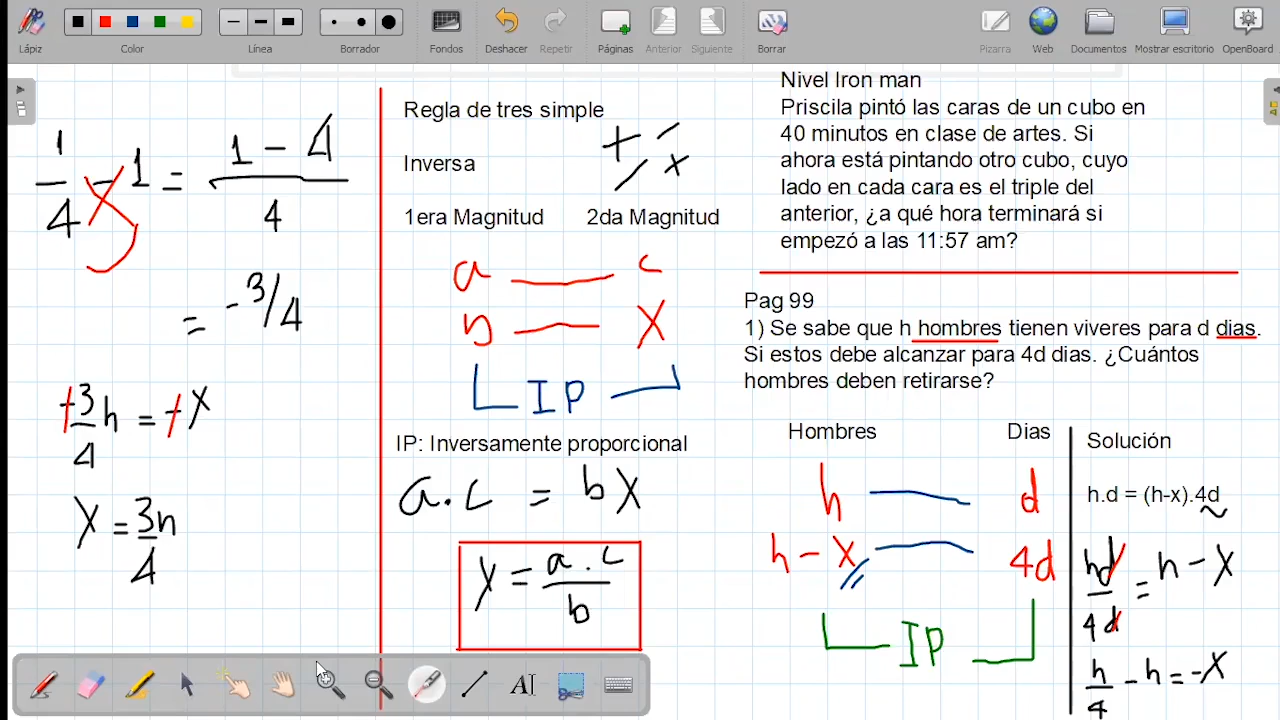 Lápiz
Color
Línea
Borrador
Fondos
Deshacer
Repetir
Páginas
Anterior
Siguiente
Borrar
Pizarra
Web
Documentos
Mostrar escritorio
OpenBoard
1/4 - 1 = (1 - 4)/4
= -3/4
-3/4 h = -X
X = 3h/4
Regla de tres simple
+ -
/ x
Inversa
1era Magnitud 2da Magnitud
a — c
b — X
IP
IP: Inversamente proporcional
a.c = bX
X = a.c/b
Nivel Iron man
Priscila pintó las caras de un cubo en
40 minutos en clase de artes. Si
ahora está pintando otro cubo, cuyo
lado en cada cara es el triple del
anterior, ¿a qué hora terminará si
empezó a las 11:57 am?
Pag 99
1) Se sabe que h hombres tienen viveres para d dias.
Si estos debe alcanzar para 4d dias. ¿Cuántos
hombres deben retirarse?
Hombres Dias
h — d
h - X — 4d
IP
Solución
h.d = (h-x).4d
hd/4d = h - X
h/4 - h = -X